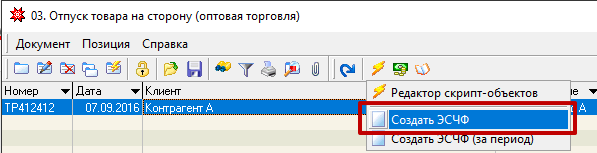 03. Отпуск товара на сторону (оптовая торговля)
Документ Позиция Справка
Номер Дата Клиент е
ТР412412 07.09.2016 Контрагент А А
Редактор скрипт-объектов
Создать ЭСЧФ
Создать ЭСЧФ (за период)